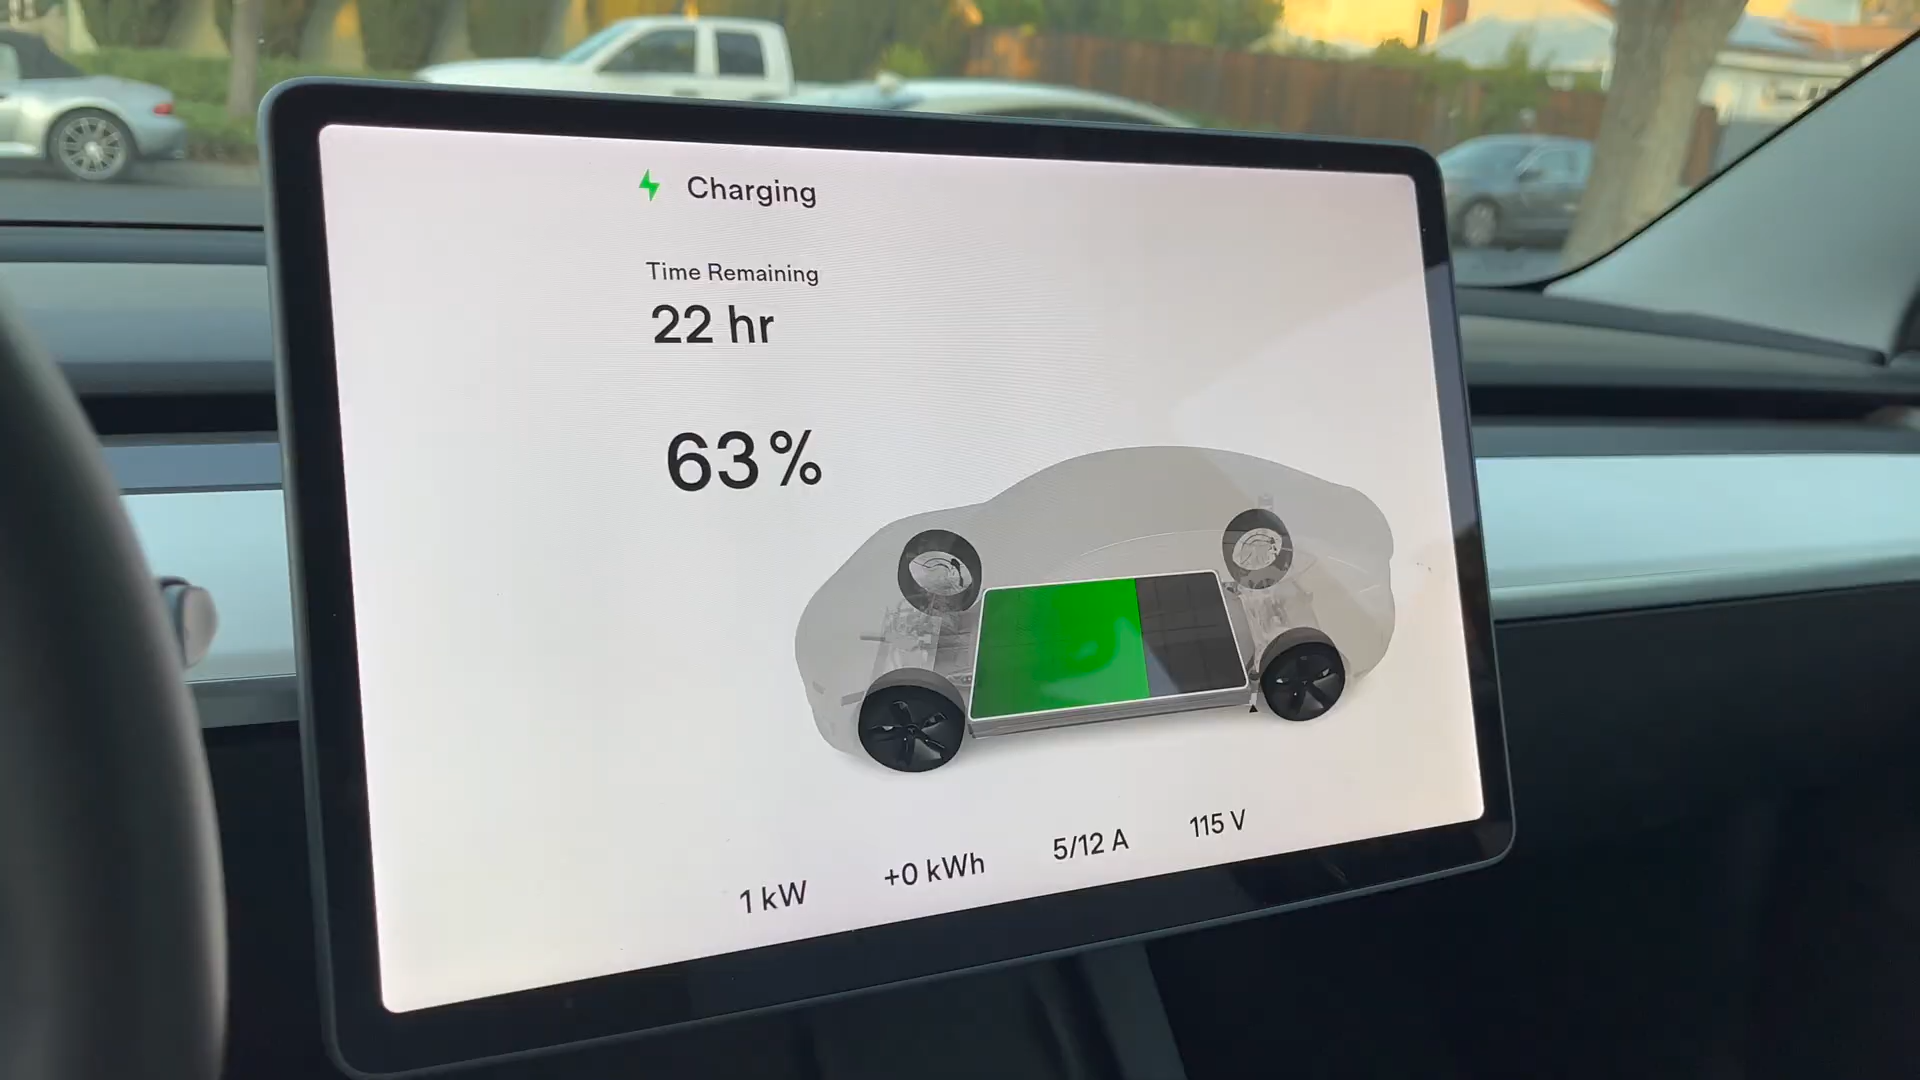 Charging
Time Remaining
22 hr
63%
1 kW
+0 kWh
5/12 A
115 V